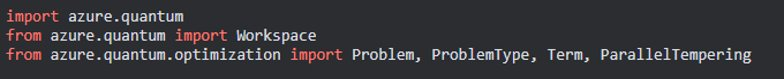 import azure.quantum
from azure.quantum import Workspace
from azure.quantum.optimization import Problem, ProblemType, Term, ParallelTempering